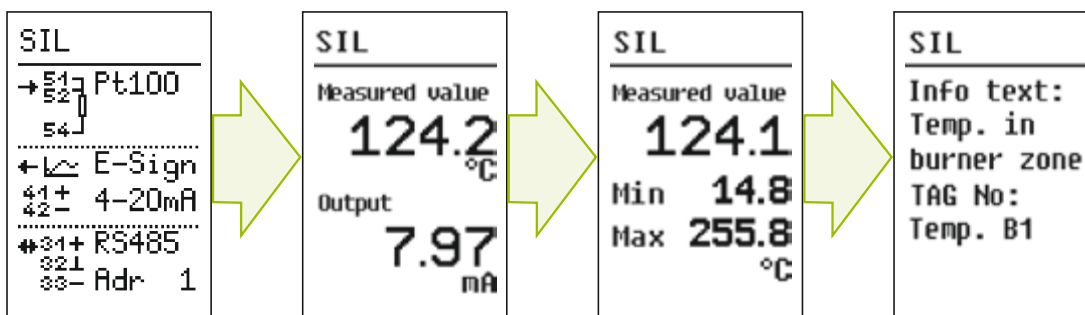 SIL
51 Pt100
52
54
E-Sign
41+ 4-20mA
42-
31+ RS485
32⊥
33- Adr 1
SIL
Measured value
124.2
°C
Output
7.97
mA
SIL
Measured value
124.1
Min 14.8
Max 255.8
°C
SIL
Info text:
Temp. in
burner zone
TAG No:
Temp. B1